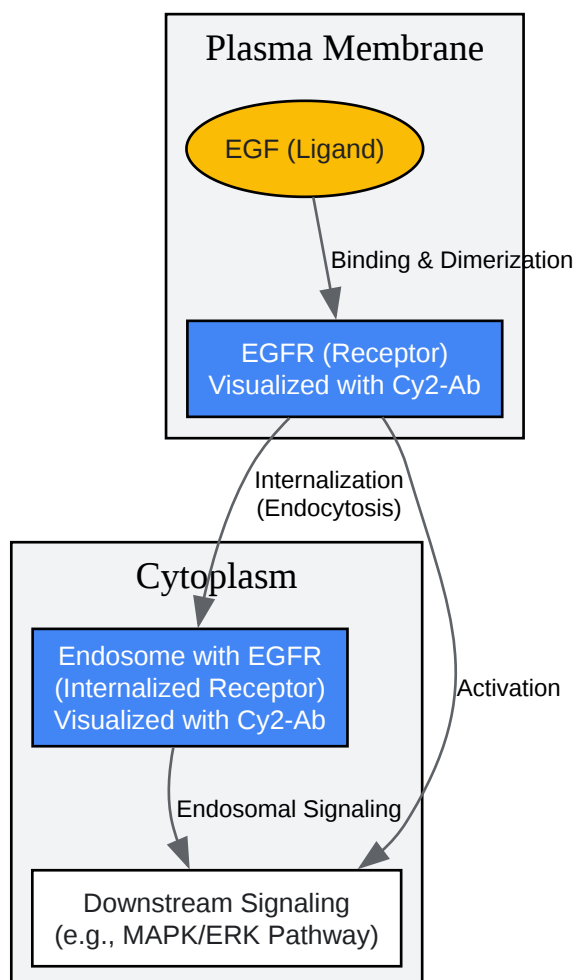 Plasma Membrane
EGF (Ligand)
Binding & Dimerization
EGFR (Receptor)
Visualized with Cy2-Ab
Internalization
(Endocytosis)
Cytoplasm
Endosome with EGFR
(Internalized Receptor)
Visualized with Cy2-Ab
Activation
Endosomal Signaling
Downstream Signaling
(e.g., MAPK/ERK Pathway)